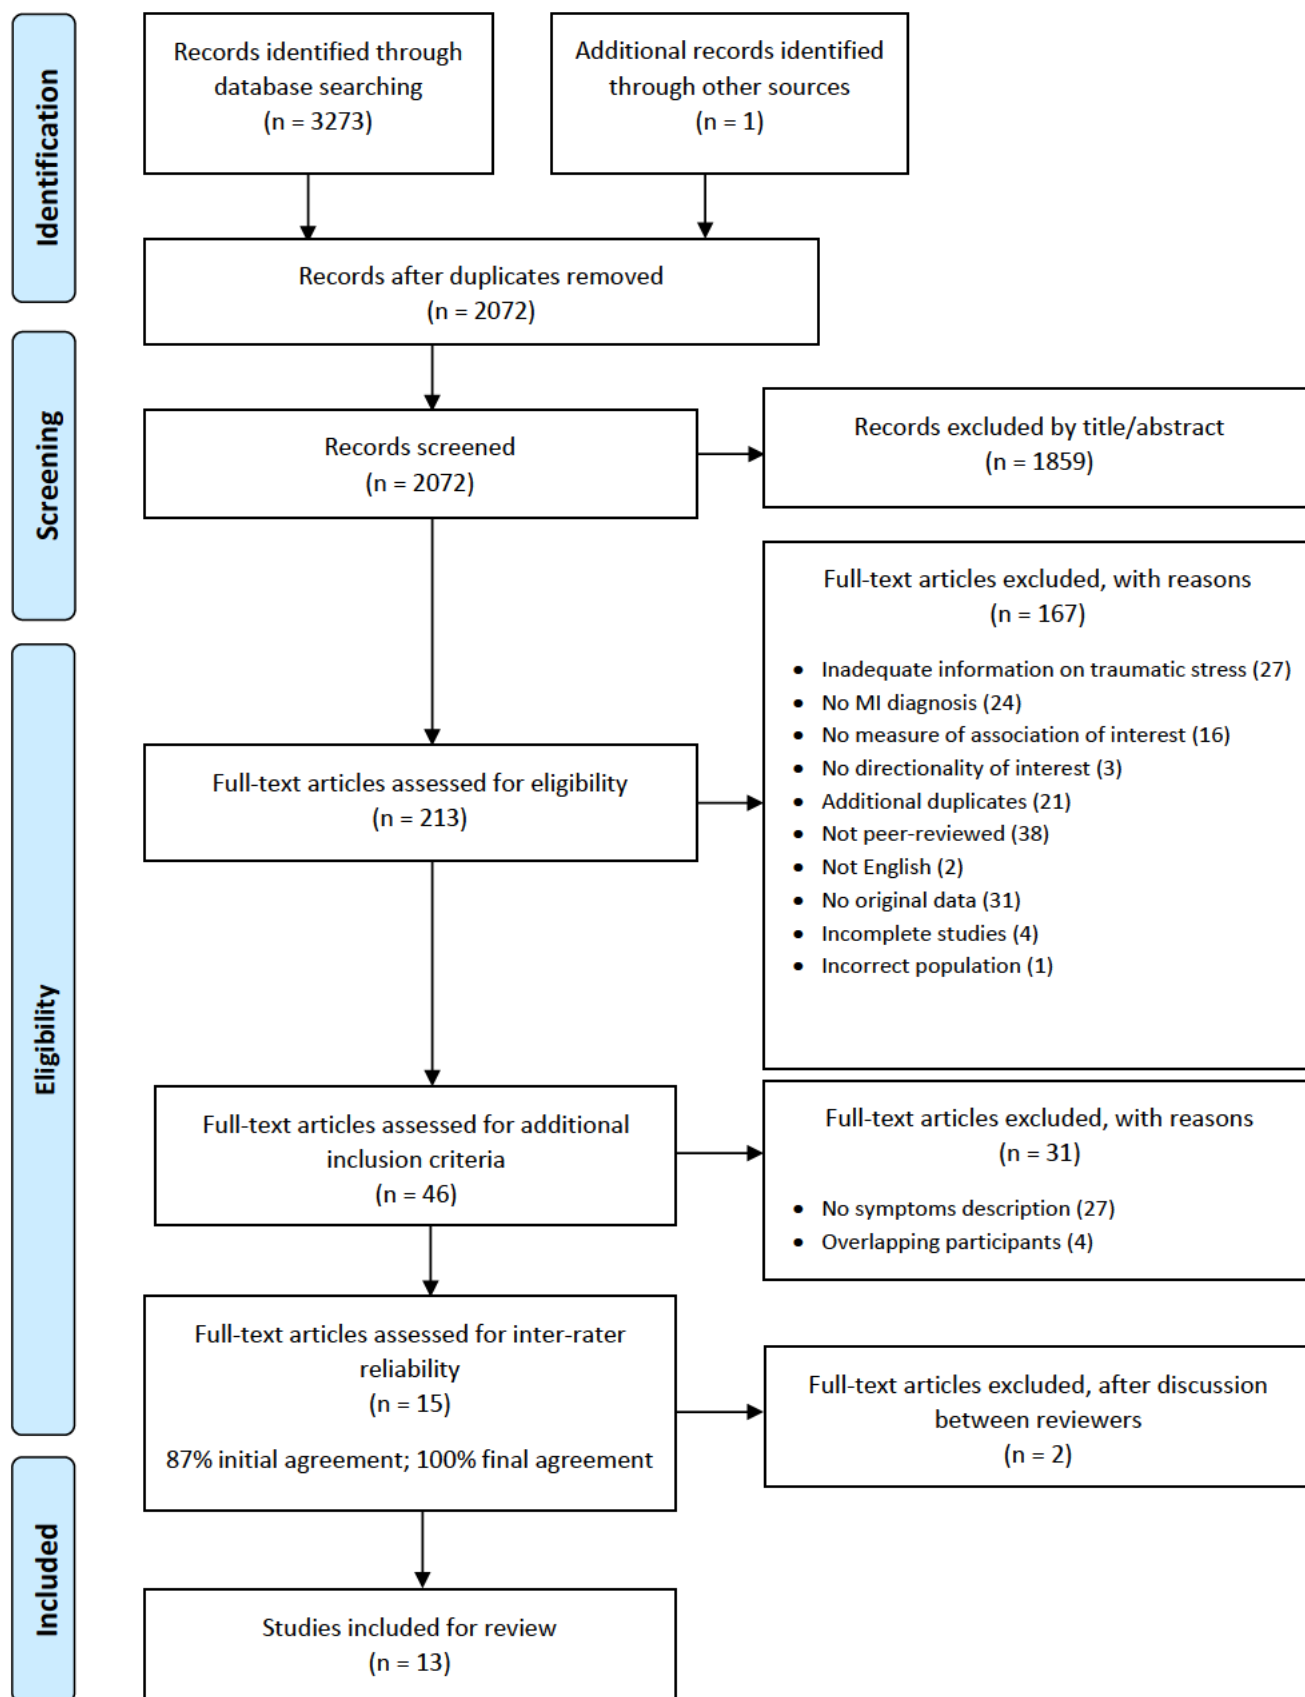 Identification
Records identified through
database searching
(n = 3273)
Additional records identified
through other sources
(n = 1)
Records after duplicates removed
(n = 2072)
Screening
Records screened
(n = 2072)
Records excluded by title/abstract
(n = 1859)
Eligibility
Full-text articles assessed for eligibility
(n = 213)
Full-text articles excluded, with reasons
(n = 167)
• Inadequate information on traumatic stress (27)
• No MI diagnosis (24)
• No measure of association of interest (16)
• No directionality of interest (3)
• Additional duplicates (21)
• Not peer-reviewed (38)
• Not English (2)
• No original data (31)
• Incomplete studies (4)
• Incorrect population (1)
Full-text articles assessed for additional
inclusion criteria
(n = 46)
Full-text articles excluded, with reasons
(n = 31)
• No symptoms description (27)
• Overlapping participants (4)
Full-text articles assessed for inter-rater
reliability
(n = 15)
87% initial agreement; 100% final agreement
Full-text articles excluded, after discussion
between reviewers
(n = 2)
Included
Studies included for review
(n = 13)